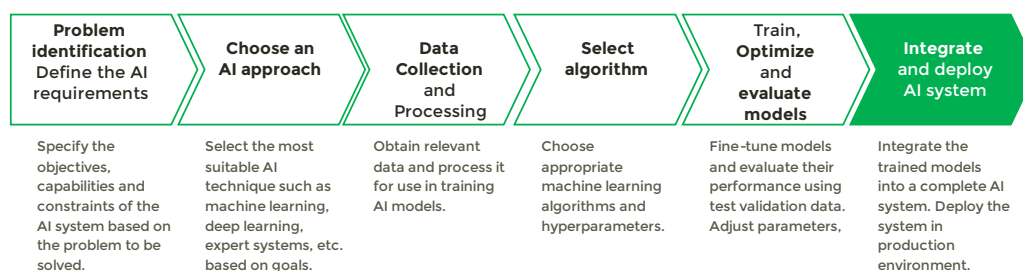 Problem
identification
Define the AI
requirements
Choose an
AI approach
Data
Collection
and
Processing
Select
algorithm
Train,
Optimize
and
evaluate
models
Integrate
and deploy
AI system
Specify the
objectives,
capabilities and
constraints of the
AI system based on
the problem to be
solved.
Select the most
suitable AI
technique such as
machine learning,
deep learning,
expert systems, etc.
based on goals.
Obtain relevant
data and process it
for use in training
AI models.
Choose
appropriate
machine learning
algorithms and
hyperparameters.
Fine-tune models
and evaluate their
performance using
test validation data.
Adjust parameters,
Integrate the
trained models
into a complete AI
system. Deploy the
system in
production
environment.